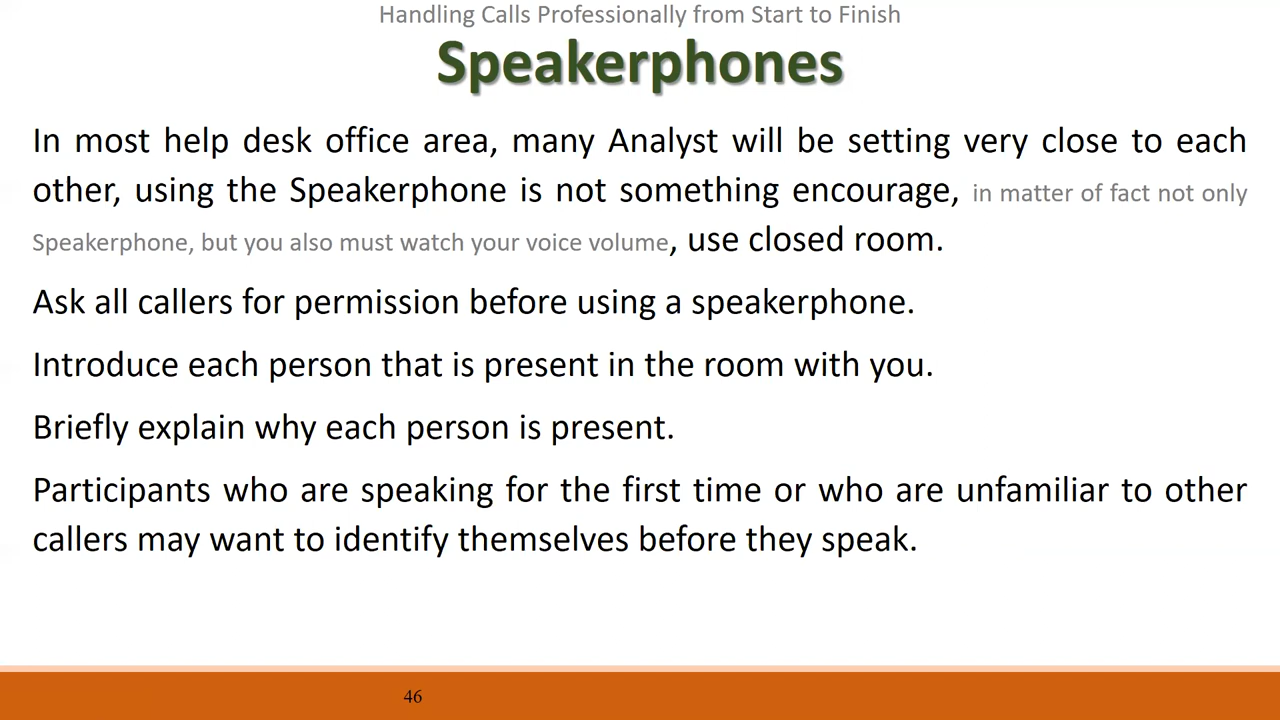 Handling Calls Professionally from Start to Finish
Speakerphones
In most help desk office area, many Analyst will be setting very close to each
other, using the Speakerphone is not something encourage, in matter of fact not only
Speakerphone, but you also must watch your voice volume, use closed room.
Ask all callers for permission before using a speakerphone.
Introduce each person that is present in the room with you.
Briefly explain why each person is present.
Participants who are speaking for the first time or who are unfamiliar to other
callers may want to identify themselves before they speak.
46